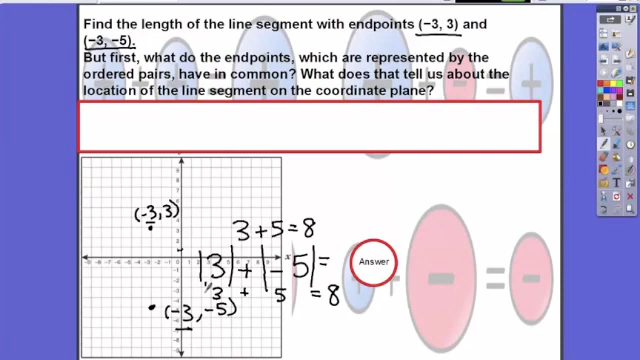 Find the length of the line segment with endpoints (−3, 3) and
(−3, −5).
But first, what do the endpoints, which are represented by the
ordered pairs, have in common? What does that tell us about the
location of the line segment on the coordinate plane?
(-3,3)
3+5=8
|3|+|-5|=
3 + 5 = 8
(-3,-5)
x
Answer